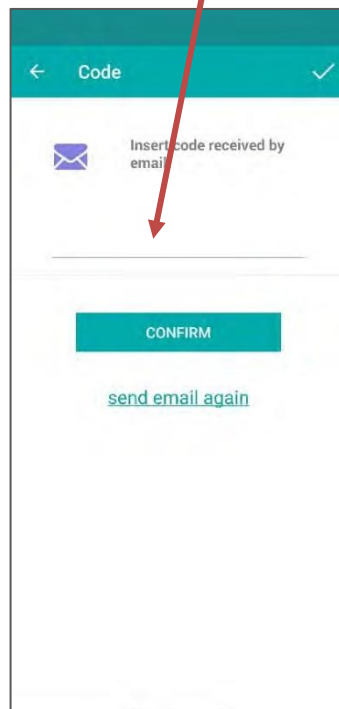 Code
Insert code received by
email
CONFIRM
send email again